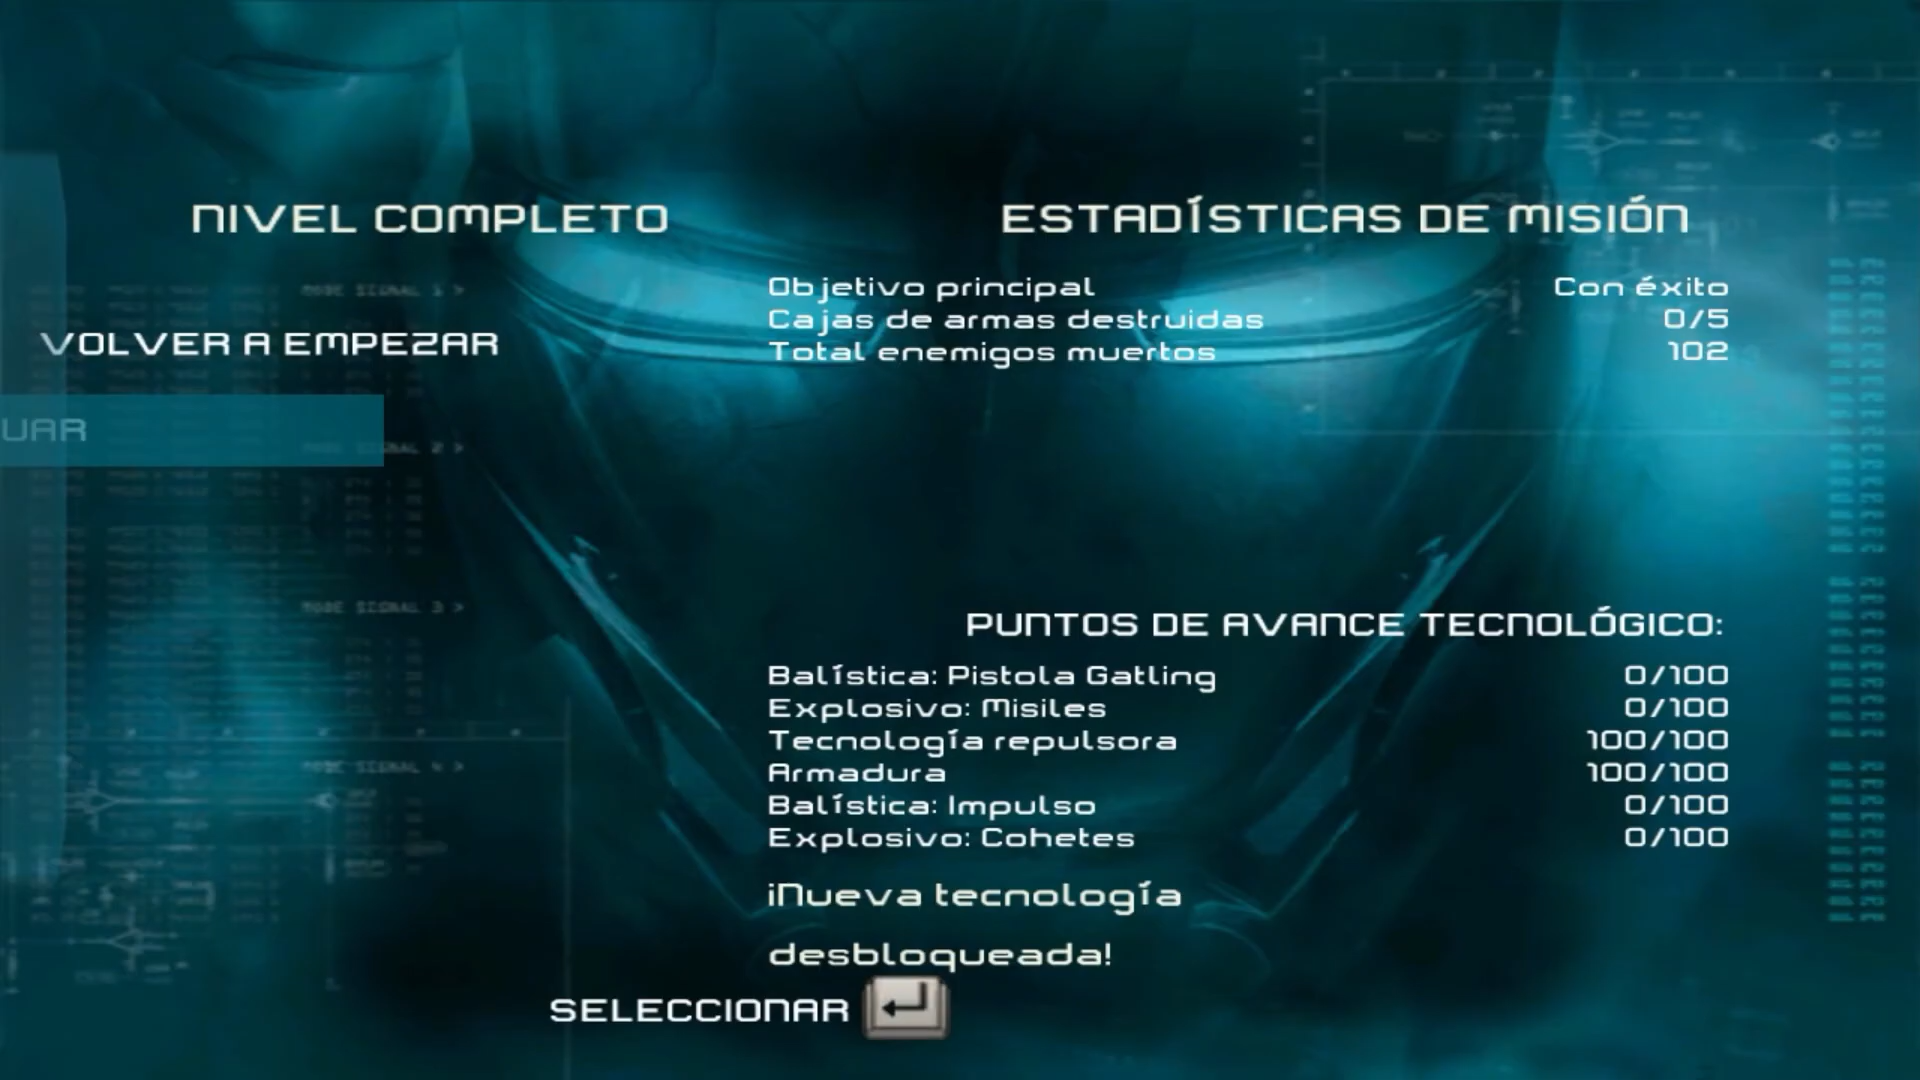 NIVEL COMPLETO
VOLVER A EMPEZAR
UAR
ESTADÍSTICAS DE MISIÓN
Objetivo principal Con éxito
Cajas de armas destruidas 0/5
Total enemigos muertos 102
PUNTOS DE AVANCE TECNOLÓGICO:
Balística: Pistola Gatling 0/100
Explosivo: Misiles 0/100
Tecnología repulsora 100/100
Armadura 100/100
Balística: Impulso 0/100
Explosivo: Cohetes 0/100
¡Nueva tecnología
desbloqueada!
SELECCIONAR